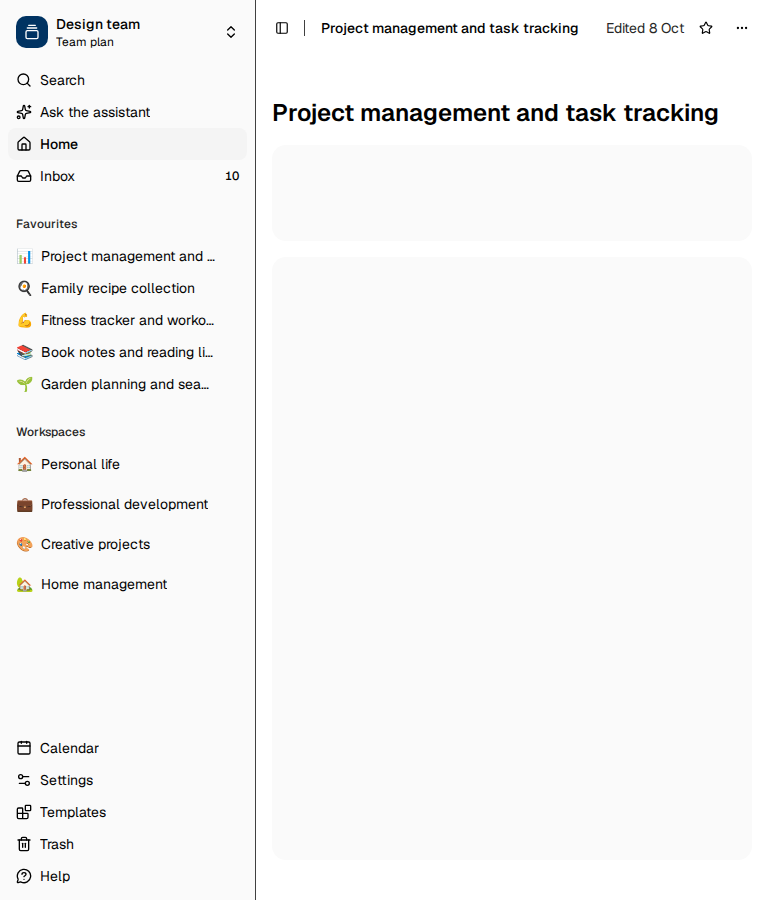 Design team
Team plan
Search
Ask the assistant
Home
Inbox 10
Favourites
Project management and ...
Family recipe collection
Fitness tracker and worko...
Book notes and reading li...
Garden planning and sea...
Workspaces
Personal life
Professional development
Creative projects
Home management
Calendar
Settings
Templates
Trash
Help
Project management and task tracking Edited 8 Oct
Project management and task tracking